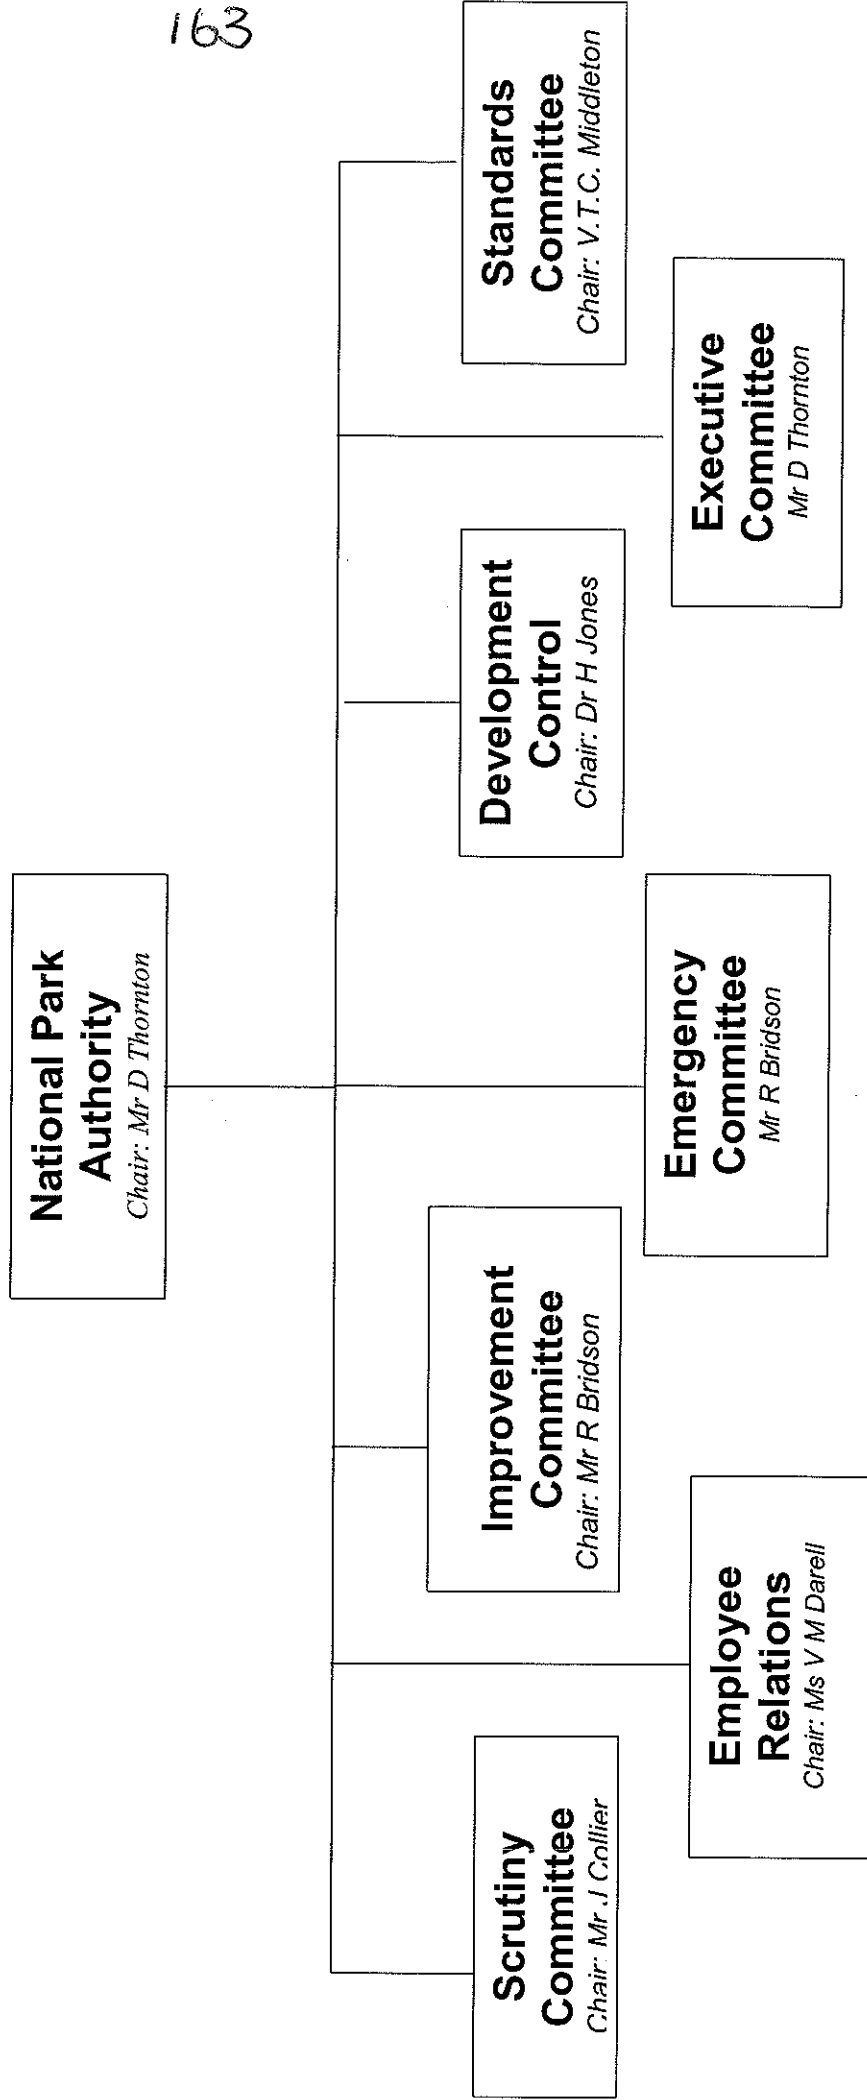 163
National Park
Authority
Chair: Mr D Thornton
Scrutiny
Committee
Chair: Mr J Collier
Employee
Relations
Chair: Ms V M Darell
Improvement
Committee
Chair: Mr R Bridson
Emergency
Committee
Mr R Bridson
Development
Control
Chair: Dr H Jones
Executive
Committee
Mr D Thornton
Standards
Committee
Chair: V.T.C. Middleton